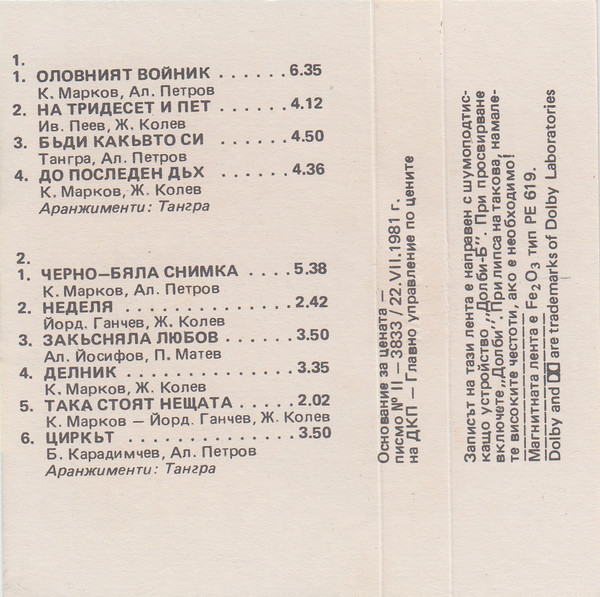 1.
1. ОЛОВНИЯТ ВОЙНИК . . . . . . 6.35
К. Марков, Ал. Петров
2. НА ТРИДЕСЕТ И ПЕТ . . . . 4.12
Ив. Пеев, Ж. Колев
3. БЪДИ КАКЬВТО СИ . . . . . 4.50
Тангра, Ал. Петров
4. ДО ПОСЛЕДЕН ДЪХ . . . . . 4.36
К. Марков, Ж. Колев
Аранжименти: Тангра
2.
1. ЧЕРНО—БЯЛА СНИМКА . . . . 5.38
К. Марков, Ал. Петров
2. НЕДЕЛЯ . . . . . . . . . . . . 2.42
Йорд. Ганчев, Ж. Колев
3. ЗАКЪСНЯЛА ЛЮБОВ . . . . . 3.50
Ал. Йосифов, П. Матев
4. ДЕЛНИК . . . . . . . . . . . . 3.35
К. Марков, Ж. Колев
5. ТАКА СТОЯТ НЕЩАТА . . . . . 2.02
К. Марков — Йорд. Ганчев, Ж. Колев
6. ЦИРКЪТ . . . . . . . . . . . . 3.50
Б. Карадимчев, Ал. Петров
Аранжименти: Тангра
Основание за цената —
писмо № II — 3833 / 22.VII.1981 г.
на ДКП — Главно управление по цените
Записът на тази лента е направен с шумоподтис-
кащо устройство „Долби-Б". При просвирване
включете „Долби". При липса на такова, намале-
те високите честоти, ако е необходимо!
Магнитната лента е Fe2O3 тип PE 619.
Dolby and are trademarks of Dolby Laboratories